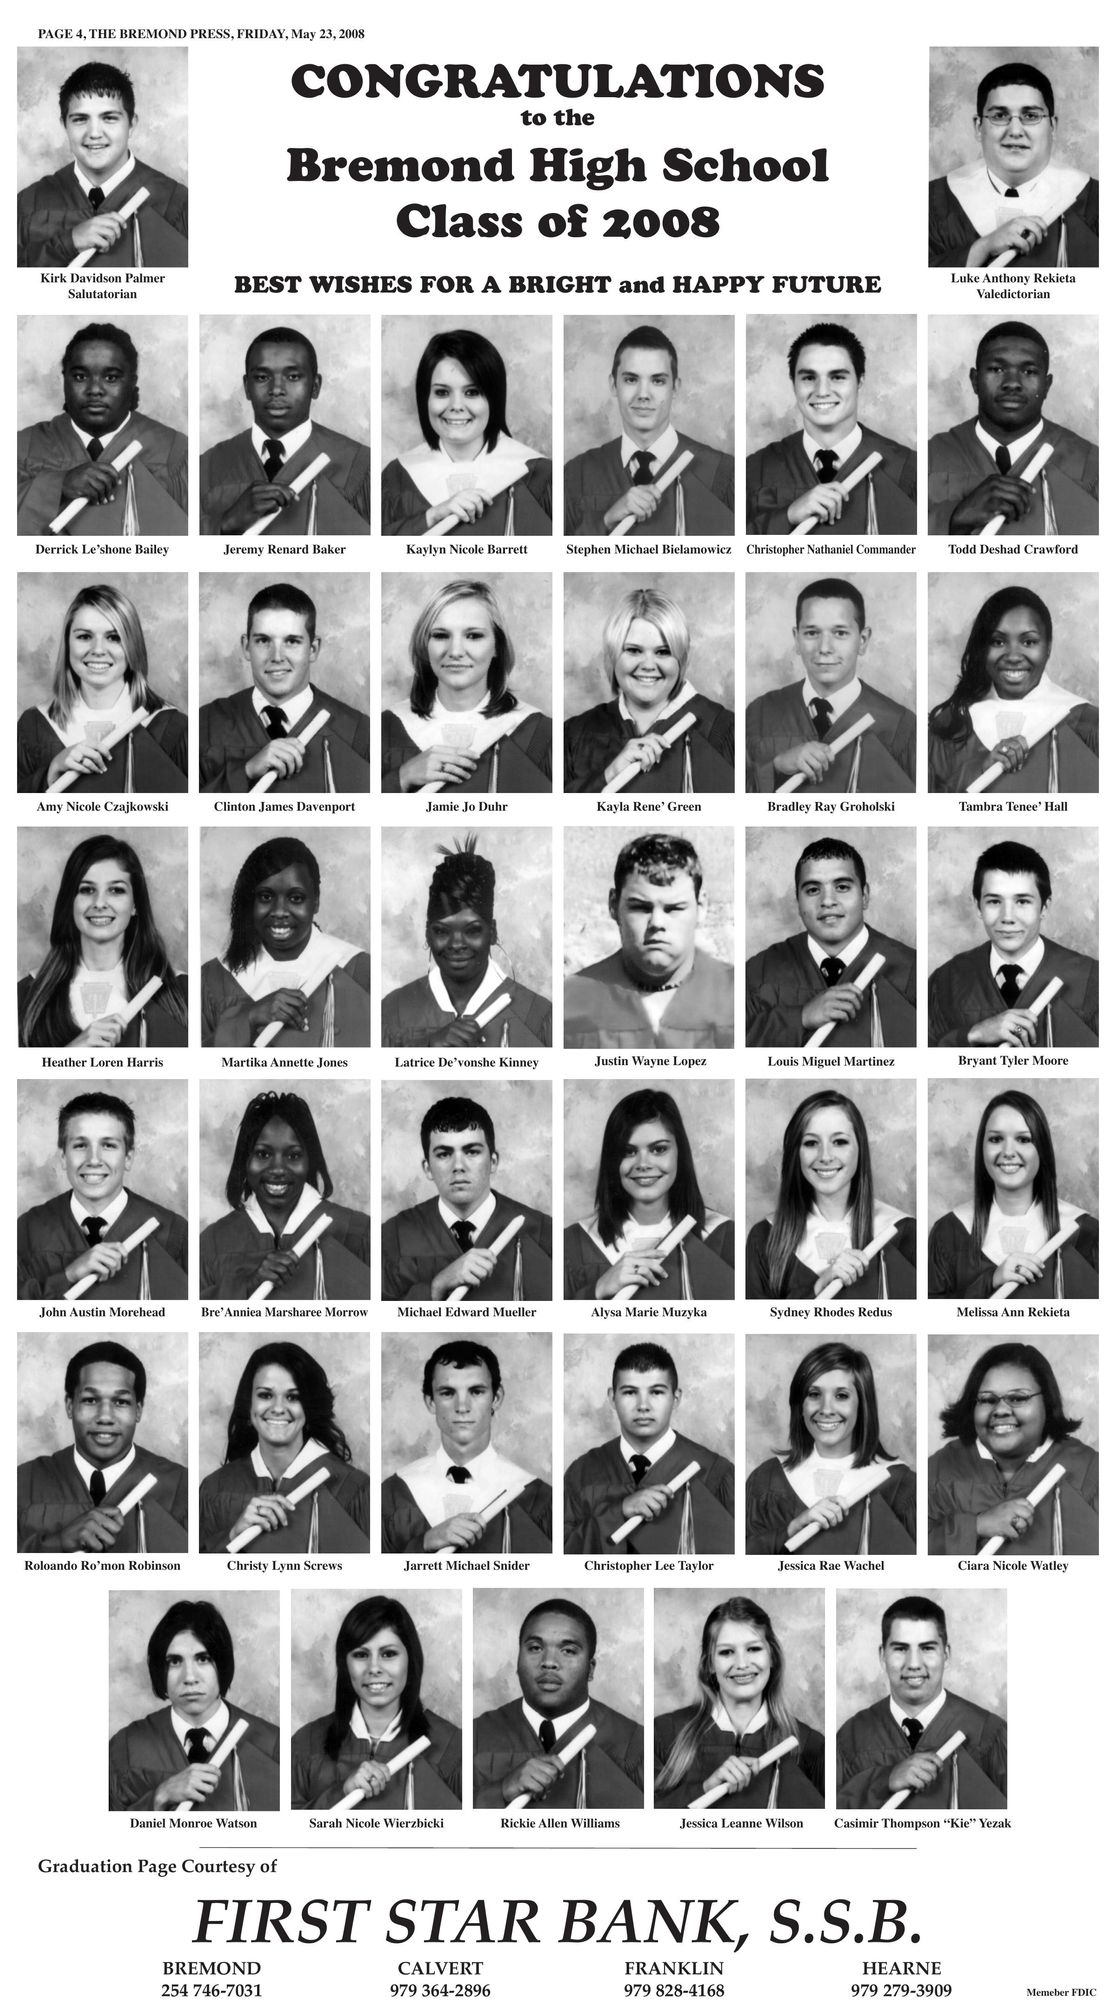 PAGE 4, THE BREMOND PRESS, FRIDAY, May 23, 2008
CONGRATULATIONS
to the
Bremond High School
Class of 2008
BEST WISHES FOR A BRIGHT and HAPPY FUTURE
Kirk Davidson Palmer
Salutatorian
Luke Anthony Rekieta
Valedictorian
Derrick Le’shone Bailey
Jeremy Renard Baker
Kaylyn Nicole Barrett
Stephen Michael Bielamowicz
Christopher Nathaniel Commander
Todd Deshad Crawford
Amy Nicole Czajkowski
Clinton James Davenport
Jamie Jo Duhr
Kayla Rene’ Green
Bradley Ray Groholski
Tambra Tenee’ Hall
Heather Loren Harris
Martika Annette Jones
Latrice De’vonshe Kinney
Justin Wayne Lopez
Louis Miguel Martinez
Bryant Tyler Moore
John Austin Morehead
Bre’Anniea Marsharee Morrow
Michael Edward Mueller
Alysa Marie Muzyka
Sydney Rhodes Redus
Melissa Ann Rekieta
Roloando Ro’mon Robinson
Christy Lynn Screws
Jarrett Michael Snider
Christopher Lee Taylor
Jessica Rae Wachel
Ciara Nicole Watley
Daniel Monroe Watson
Sarah Nicole Wierzbicki
Rickie Allen Williams
Jessica Leanne Wilson
Casimir Thompson “Kie” Yezak
Graduation Page Courtesy of
FIRST STAR BANK, S.S.B.
BREMOND
254 746-7031
CALVERT
979 364-2896
FRANKLIN
979 828-4168
HEARNE
979 279-3909
Memeber FDIC